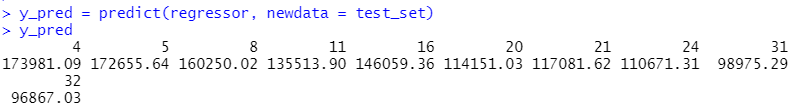 > y_pred = predict(regressor, newdata = test_set)
> y_pred
4 5 8 11 16 20 21 24 31
173981.09 172655.64 160250.02 135513.90 146059.36 114151.03 117081.62 110671.31 98975.29
32
96867.03